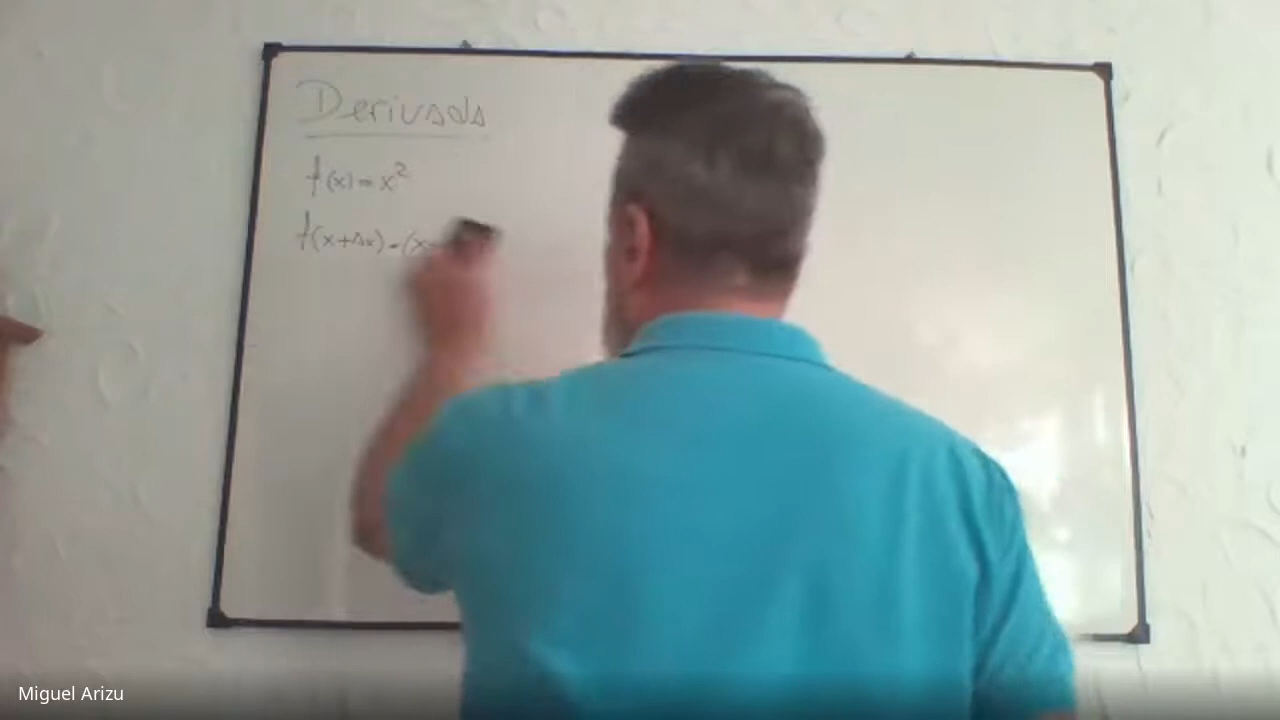 Derivada
f(x)=x²
f(x+Δx)=(x
Miguel Arizu